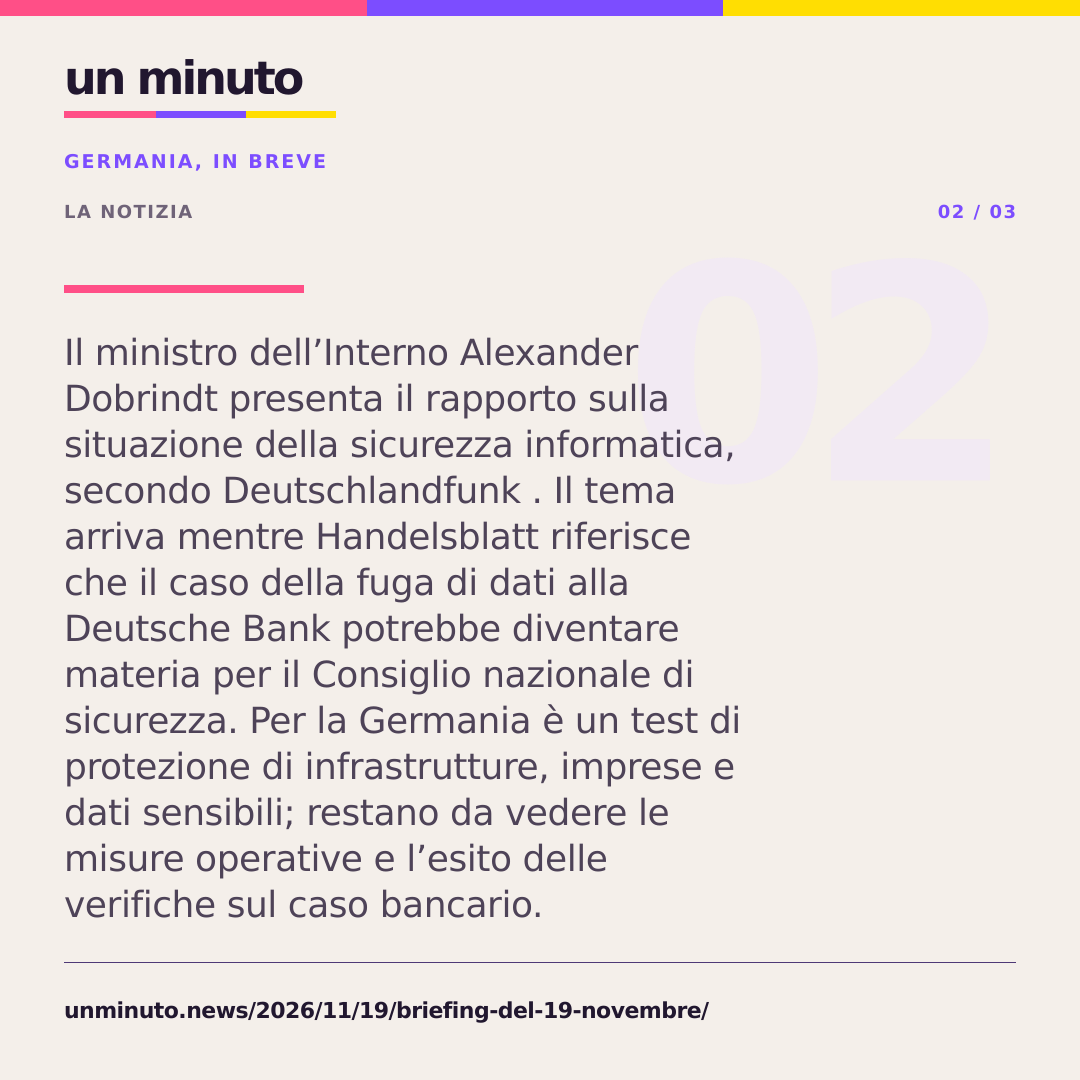 un minuto
GERMANIA, IN BREVE
LA NOTIZIA
02 / 03
02
Il ministro dell’Interno Alexander
Dobrindt presenta il rapporto sulla
situazione della sicurezza informatica,
secondo Deutschlandfunk . Il tema
arriva mentre Handelsblatt riferisce
che il caso della fuga di dati alla
Deutsche Bank potrebbe diventare
materia per il Consiglio nazionale di
sicurezza. Per la Germania è un test di
protezione di infrastrutture, imprese e
dati sensibili; restano da vedere le
misure operative e l’esito delle
verifiche sul caso bancario.
unminuto.news/2026/11/19/briefing-del-19-novembre/